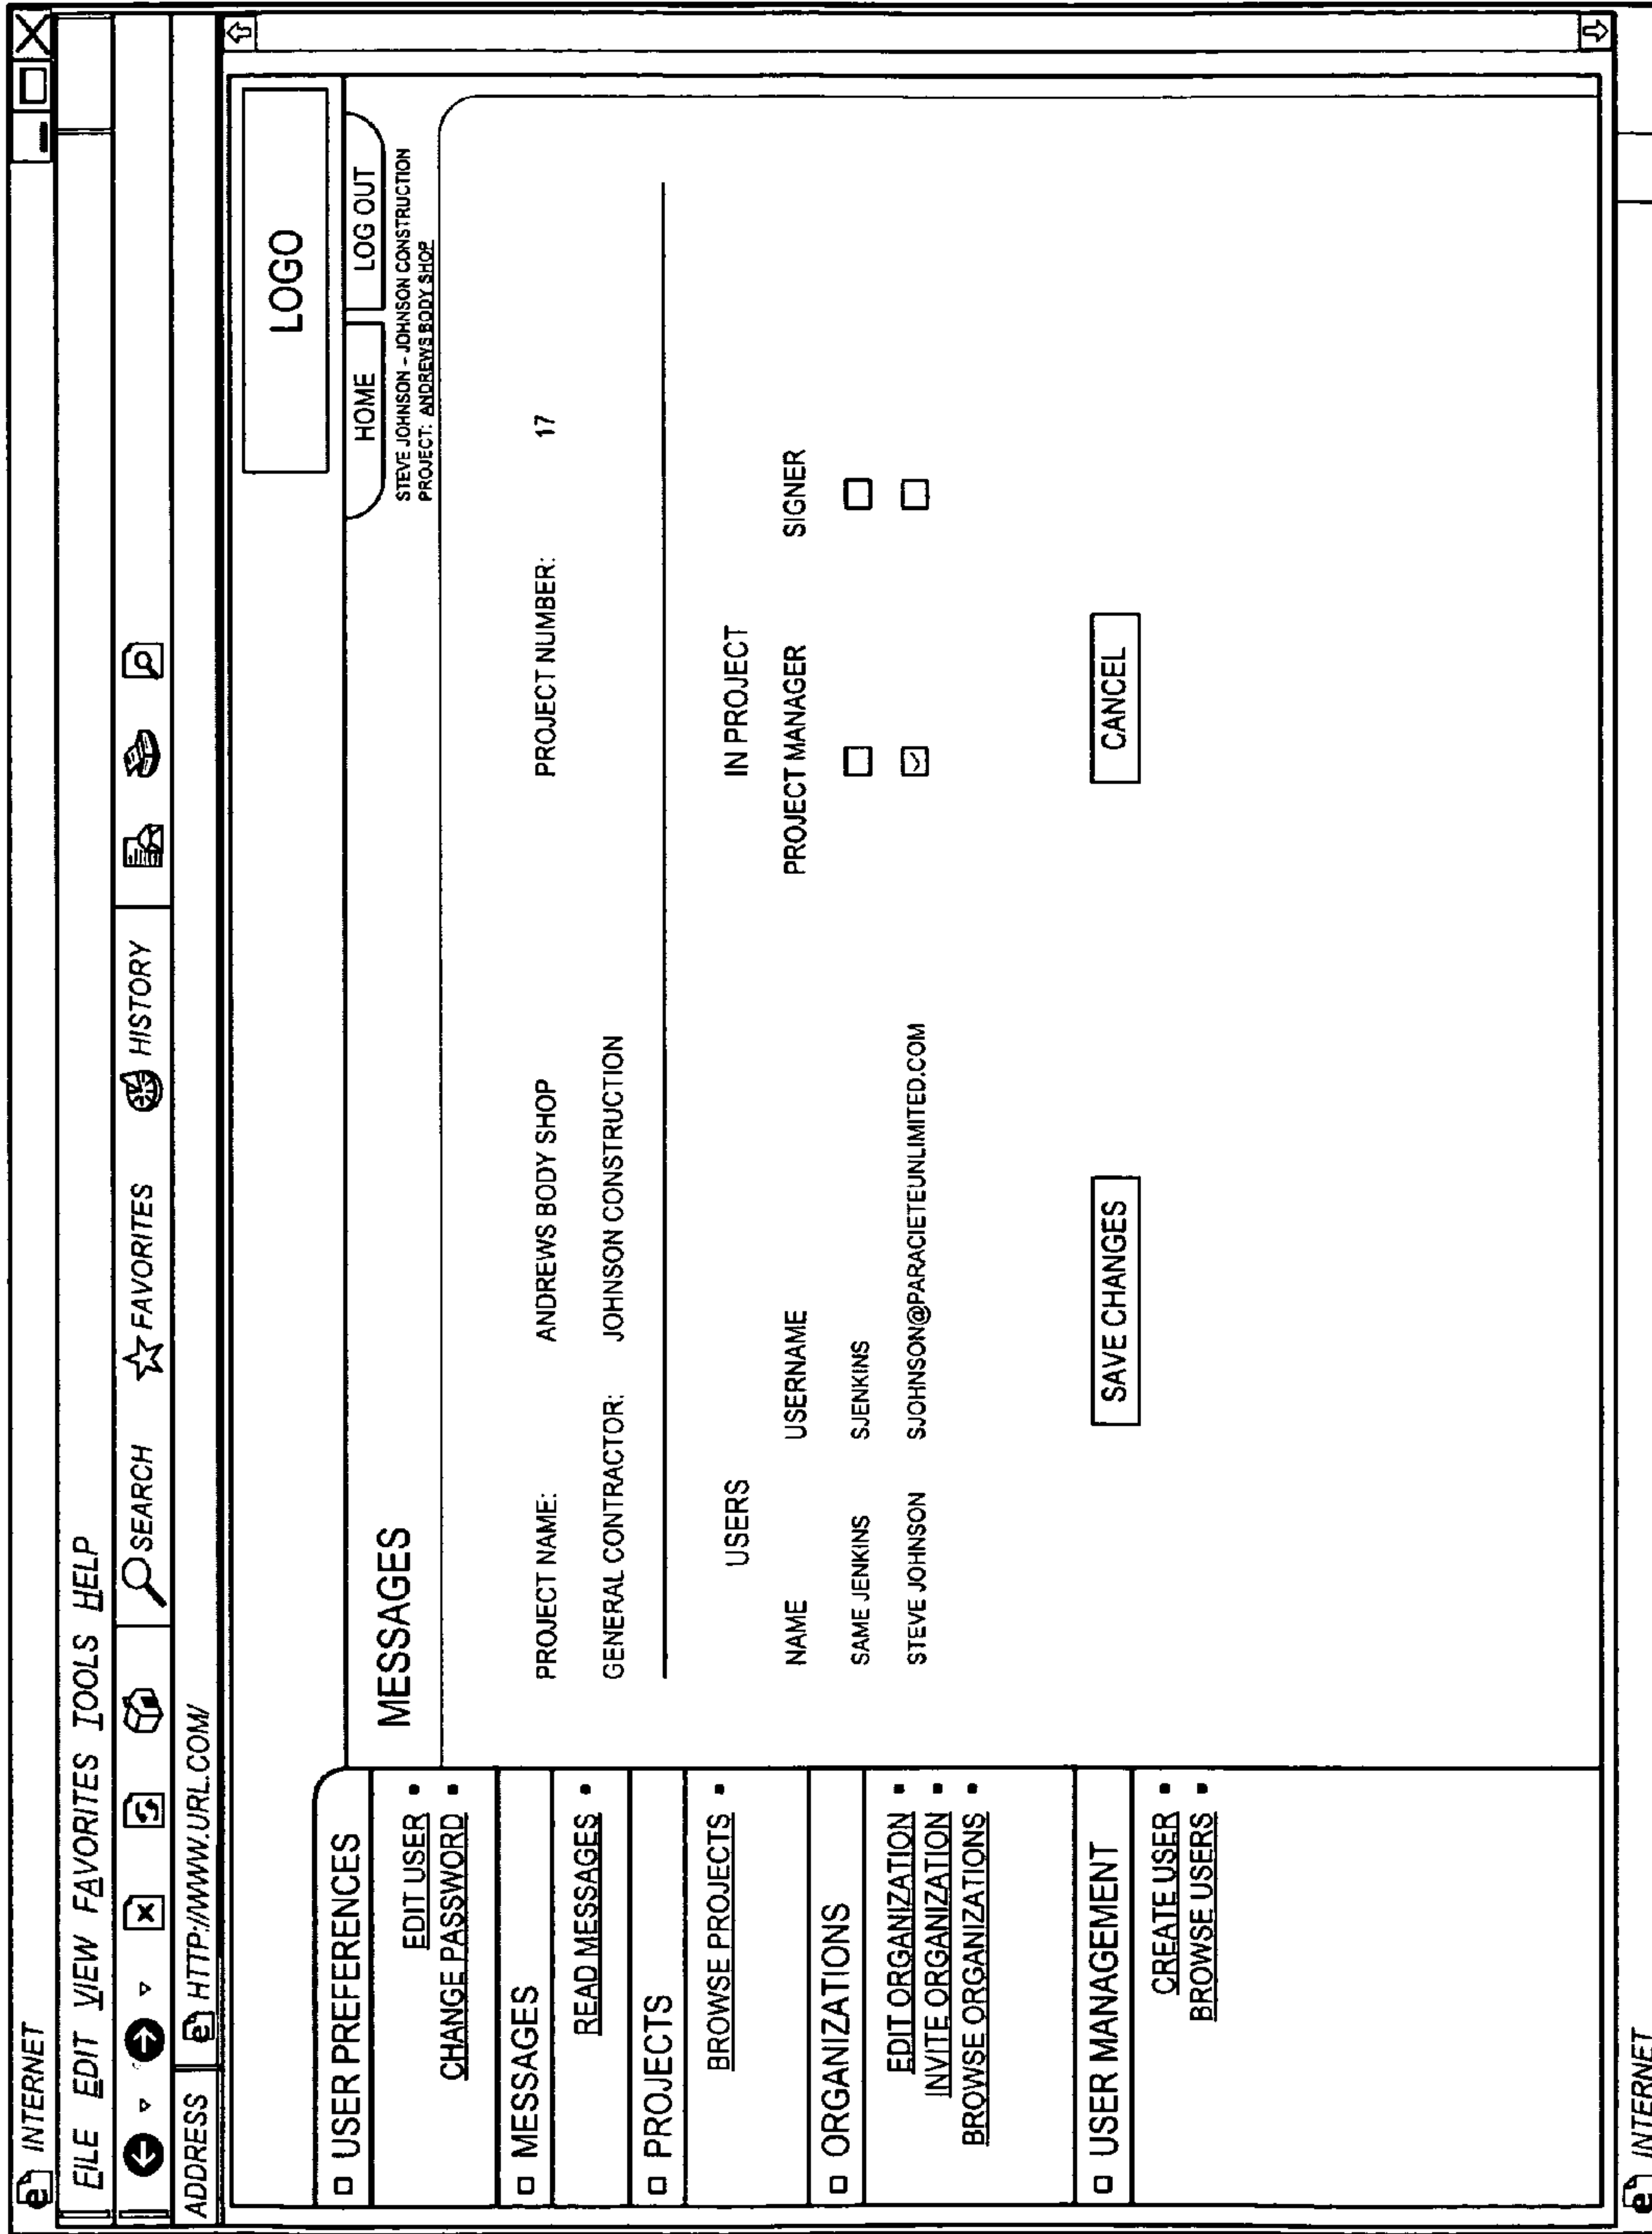 INTERNET
FILE EDIT VIEW FAVORITES TOOLS HELP
SEARCH FAVORITES HISTORY
ADDRESS HTTP://WWW.URL.COM/
LOGO
HOME LOG OUT
STEVE JOHNSON - JOHNSON CONSTRUCTION
PROJECT: ANDREWS BODY SHOP
USER PREFERENCES
EDIT USER
CHANGE PASSWORD
MESSAGES
READ MESSAGES
PROJECTS
BROWSE PROJECTS
ORGANIZATIONS
EDIT ORGANIZATION
INVITE ORGANIZATION
BROWSE ORGANIZATIONS
USER MANAGEMENT
CREATE USER
BROWSE USERS
MESSAGES
PROJECT NAME: ANDREWS BODY SHOP PROJECT NUMBER: 17
GENERAL CONTRACTOR: JOHNSON CONSTRUCTION
USERS IN PROJECT
NAME USERNAME PROJECT MANAGER SIGNER
SAME JENKINS SJENKINS
STEVE JOHNSON SJOHNSON@PARACIETEUNLIMITED.COM
SAVE CHANGES CANCEL
INTERNET